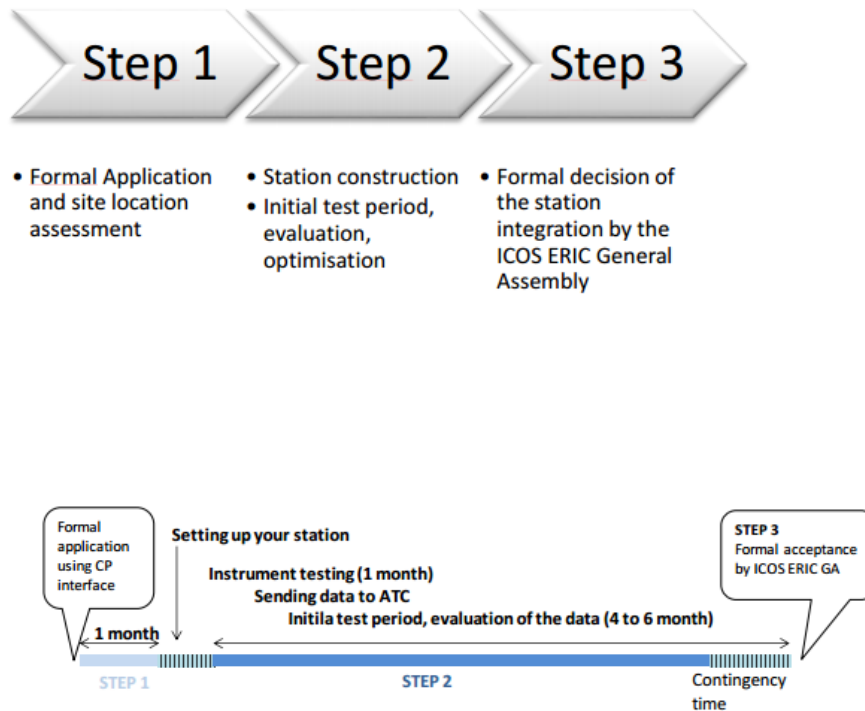 Step 1
Step 2
Step 3
• Formal Application
and site location
assessment
• Station construction
• Initial test period,
evaluation,
optimisation
• Formal decision of
the station
integration by the
ICOS ERIC General
Assembly
Formal
application
using CP
interface
Setting up your station
Instrument testing (1 month)
Sending data to ATC
Initila test period, evaluation of the data (4 to 6 month)
1 month
STEP 3
Formal acceptance
by ICOS ERIC GA
STEP 1
STEP 2
Contingency
time